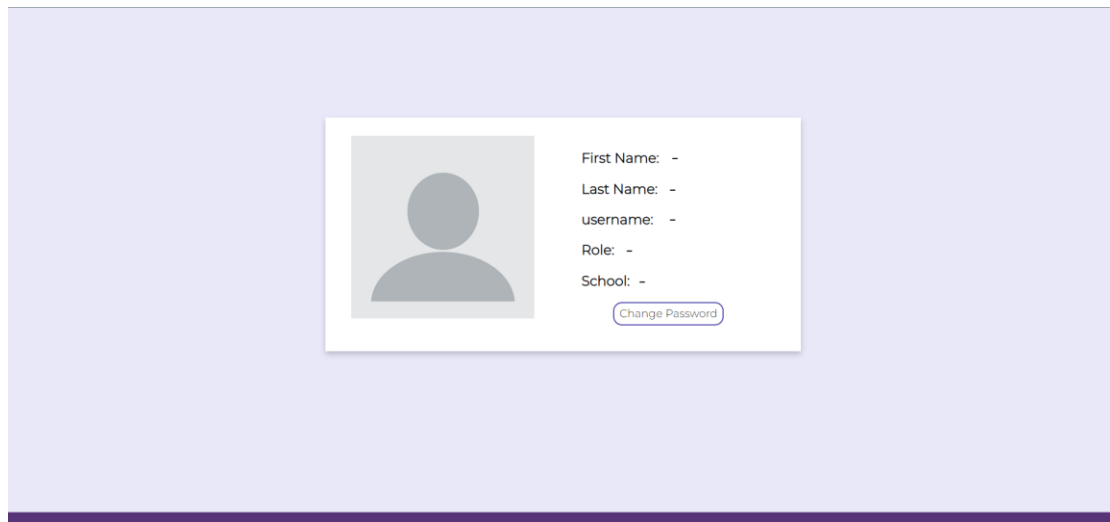 First Name: -
Last Name: -
username: -
Role: -
School: -
Change Password